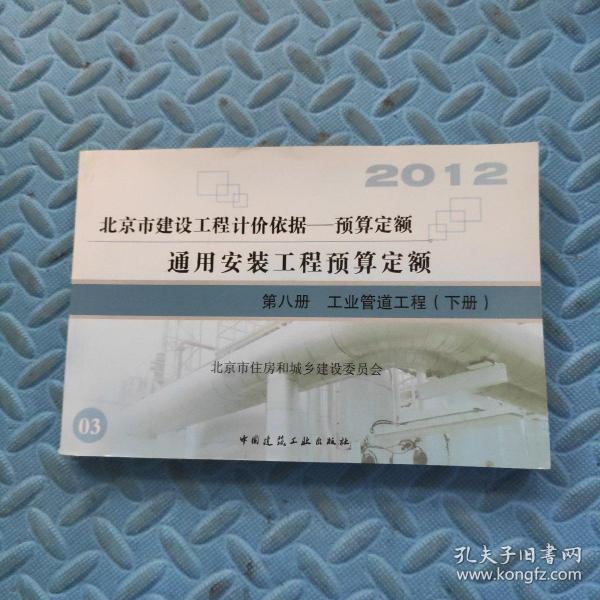 2012
北京市建设工程计价依据——预算定额
通用安装工程预算定额
第八册 工业管道工程（下册）
北京市住房和城乡建设委员会
03
中国建筑工业出版社
孔夫子旧书网
www.kongfz.com